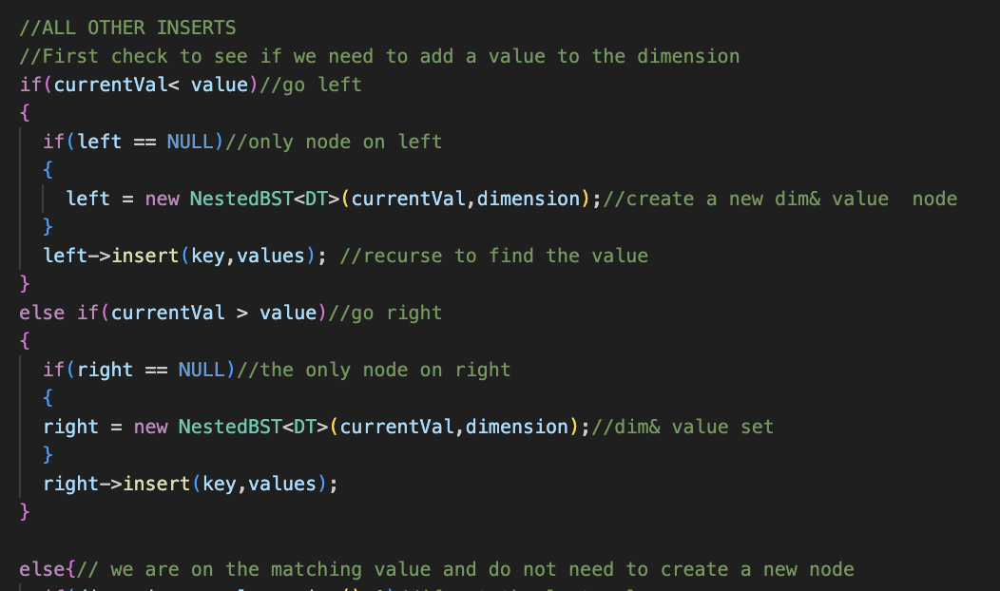 //ALL OTHER INSERTS
//First check to see if we need to add a value to the dimension
if(currentVal< value)//go left
{
if(left == NULL)//only node on left
{
left = new NestedBST<DT>(currentVal,dimension);//create a new dim& value  node
}
left->insert(key,values); //recurse to find the value
}
else if(currentVal > value)//go right
{
if(right == NULL)//the only node on right
{
right = new NestedBST<DT>(currentVal,dimension);//dim& value set
}
right->insert(key,values);
}
else{// we are on the matching value and do not need to create a new node